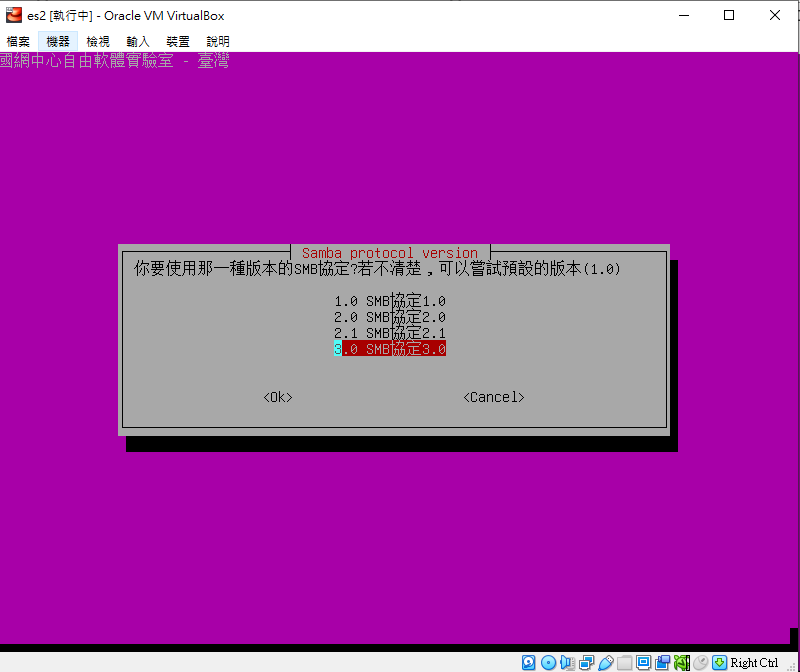 es2 [執行中] - Oracle VM VirtualBox
檔案 機器 檢視 輸入 裝置 說明
國網中心自由軟體實驗室 - 臺灣
Samba protocol version
你要使用那一種版本的SMB協定?若不清楚，可以嘗試預設的版本(1.0)
1.0 SMB協定1.0
2.0 SMB協定2.0
2.1 SMB協定2.1
3.0 SMB協定3.0
<Ok> <Cancel>
Right Ctrl